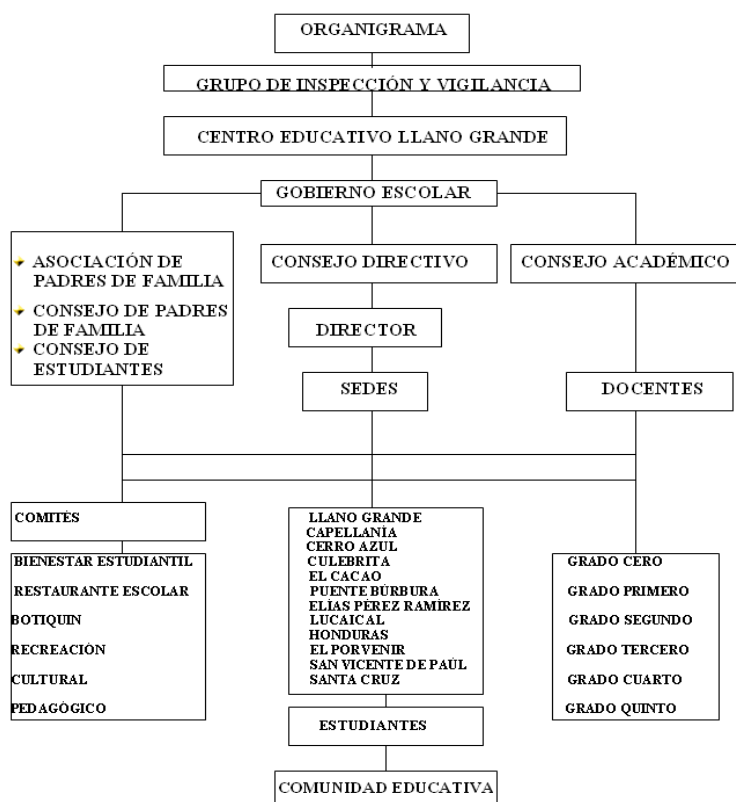 ORGANIGRAMA
GRUPO DE INSPECCIÓN Y VIGILANCIA
CENTRO EDUCATIVO LLANO GRANDE
GOBIERNO ESCOLAR
ASOCIACIÓN DE
PADRES DE FAMILIA
CONSEJO DE PADRES
DE FAMILIA
CONSEJO DE
ESTUDIANTES
CONSEJO DIRECTIVO
CONSEJO ACADÉMICO
DIRECTOR
SEDES
DOCENTES
COMITÉS
BIENESTAR ESTUDIANTIL
RESTAURANTE ESCOLAR
BOTIQUIN
RECREACIÓN
CULTURAL
PEDAGÓGICO
LLANO GRANDE
CAPELLANÍA
CERRO AZUL
CULEBRITA
EL CACAO
PUENTE BÚRBURA
ELÍAS PÉREZ RAMÍREZ
LUCAICAL
HONDURAS
EL PORVENIR
SAN VICENTE DE PAÚL
SANTA CRUZ
GRADO CERO
GRADO PRIMERO
GRADO SEGUNDO
GRADO TERCERO
GRADO CUARTO
GRADO QUINTO
ESTUDIANTES
COMUNIDAD EDUCATIVA